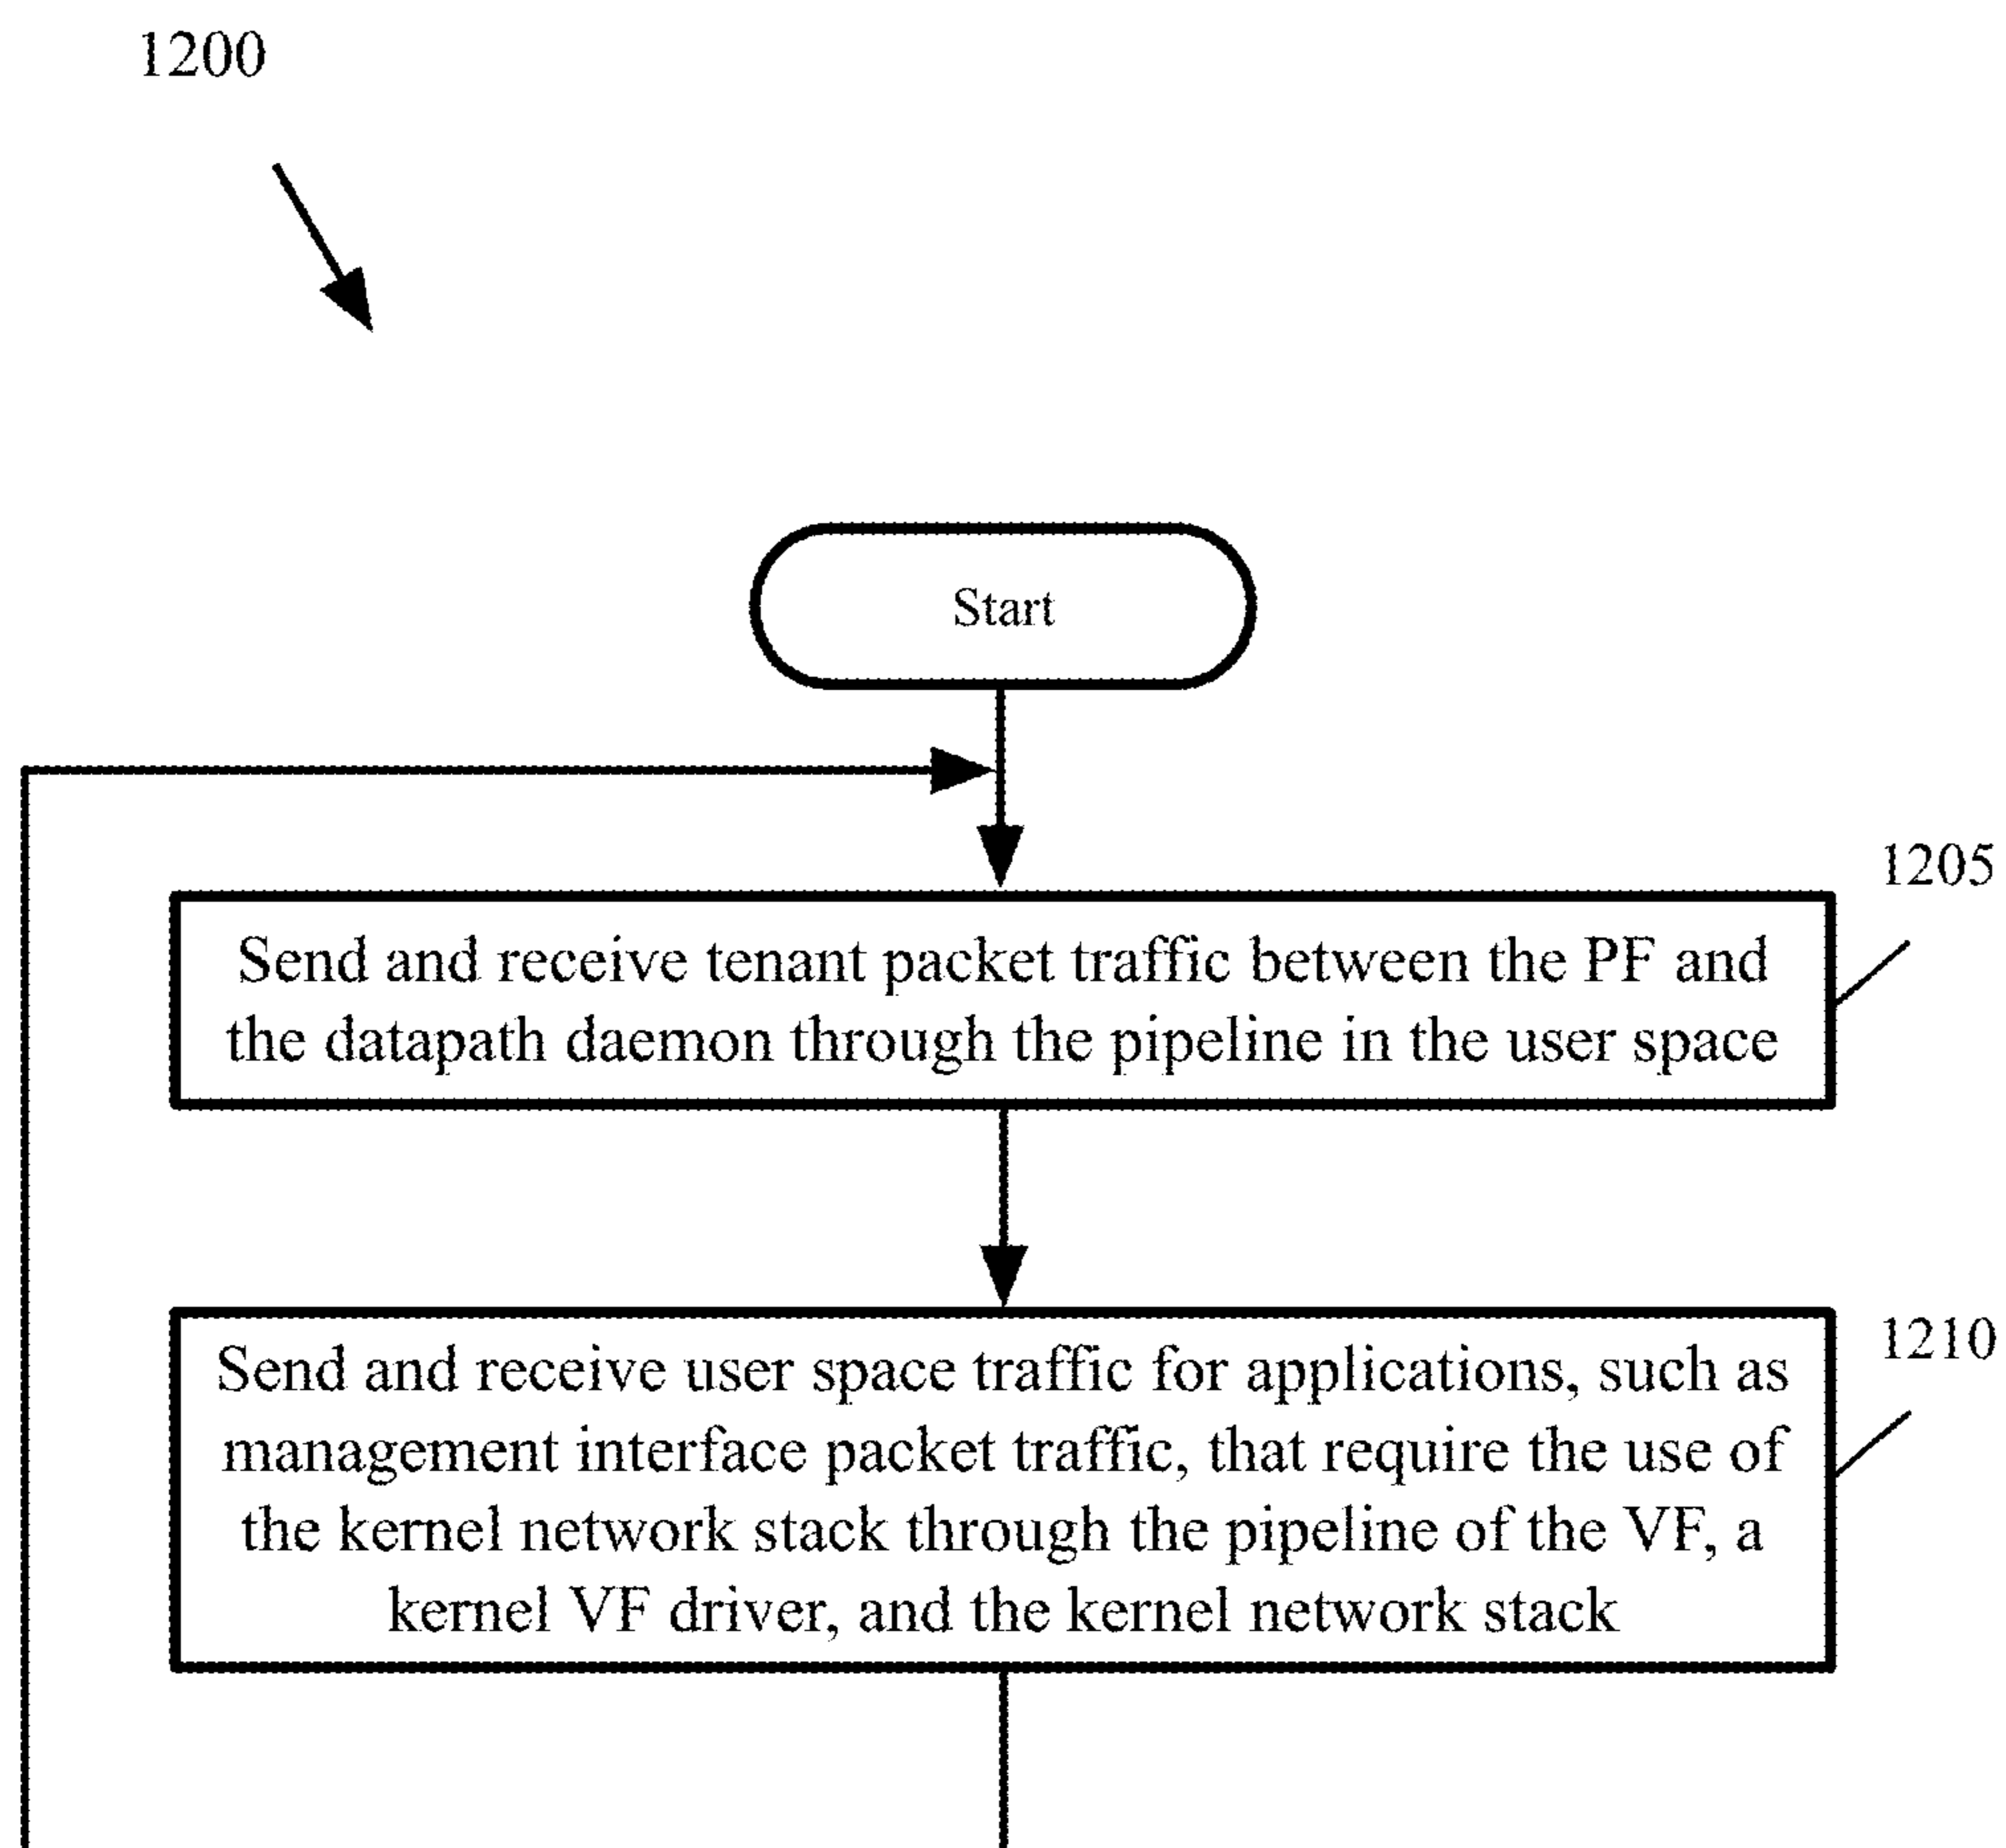 1200
Start
1205
Send and receive tenant packet traffic between the PF and
the datapath daemon through the pipeline in the user space
1210
Send and receive user space traffic for applications, such as
management interface packet traffic, that require the use of
the kernel network stack through the pipeline of the VF, a
kernel VF driver, and the kernel network stack